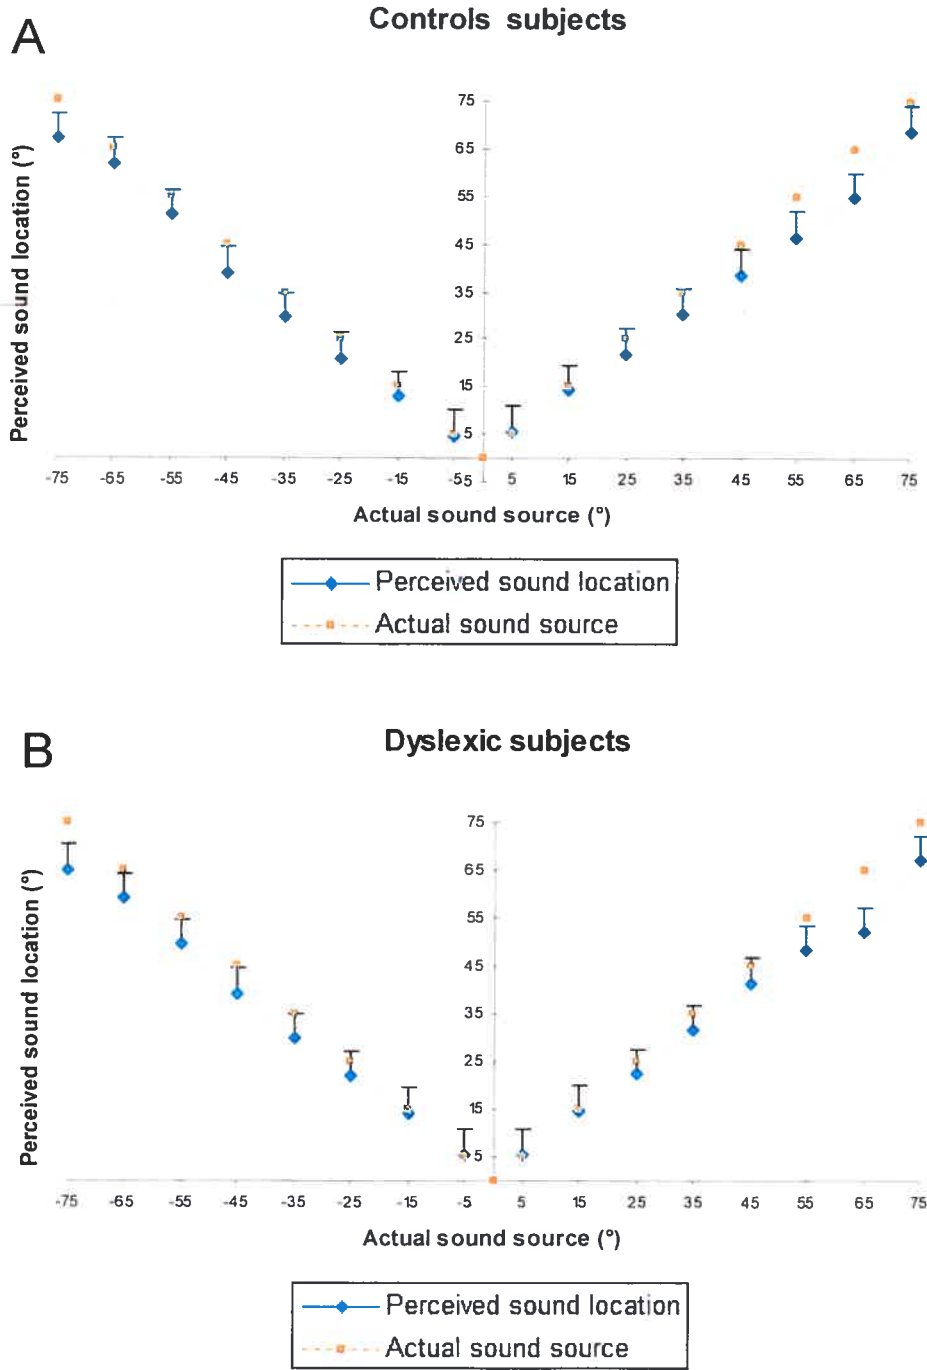 A
Controls subjects
75
65
55
45
35
25
15
5
Perceived sound location (°)
-75 -65 -55 -45 -35 -25 -15 -55 5 15 25 35 45 55 65 75
Actual sound source (°)
Perceived sound location
Actual sound source
B
Dyslexic subjects
75
65
55
45
35
25
15
5
Perceived sound location (°)
-75 -65 -55 -45 -35 -25 -15 -5 5 15 25 35 45 55 65 75
Actual sound source (°)
Perceived sound location
Actual sound source